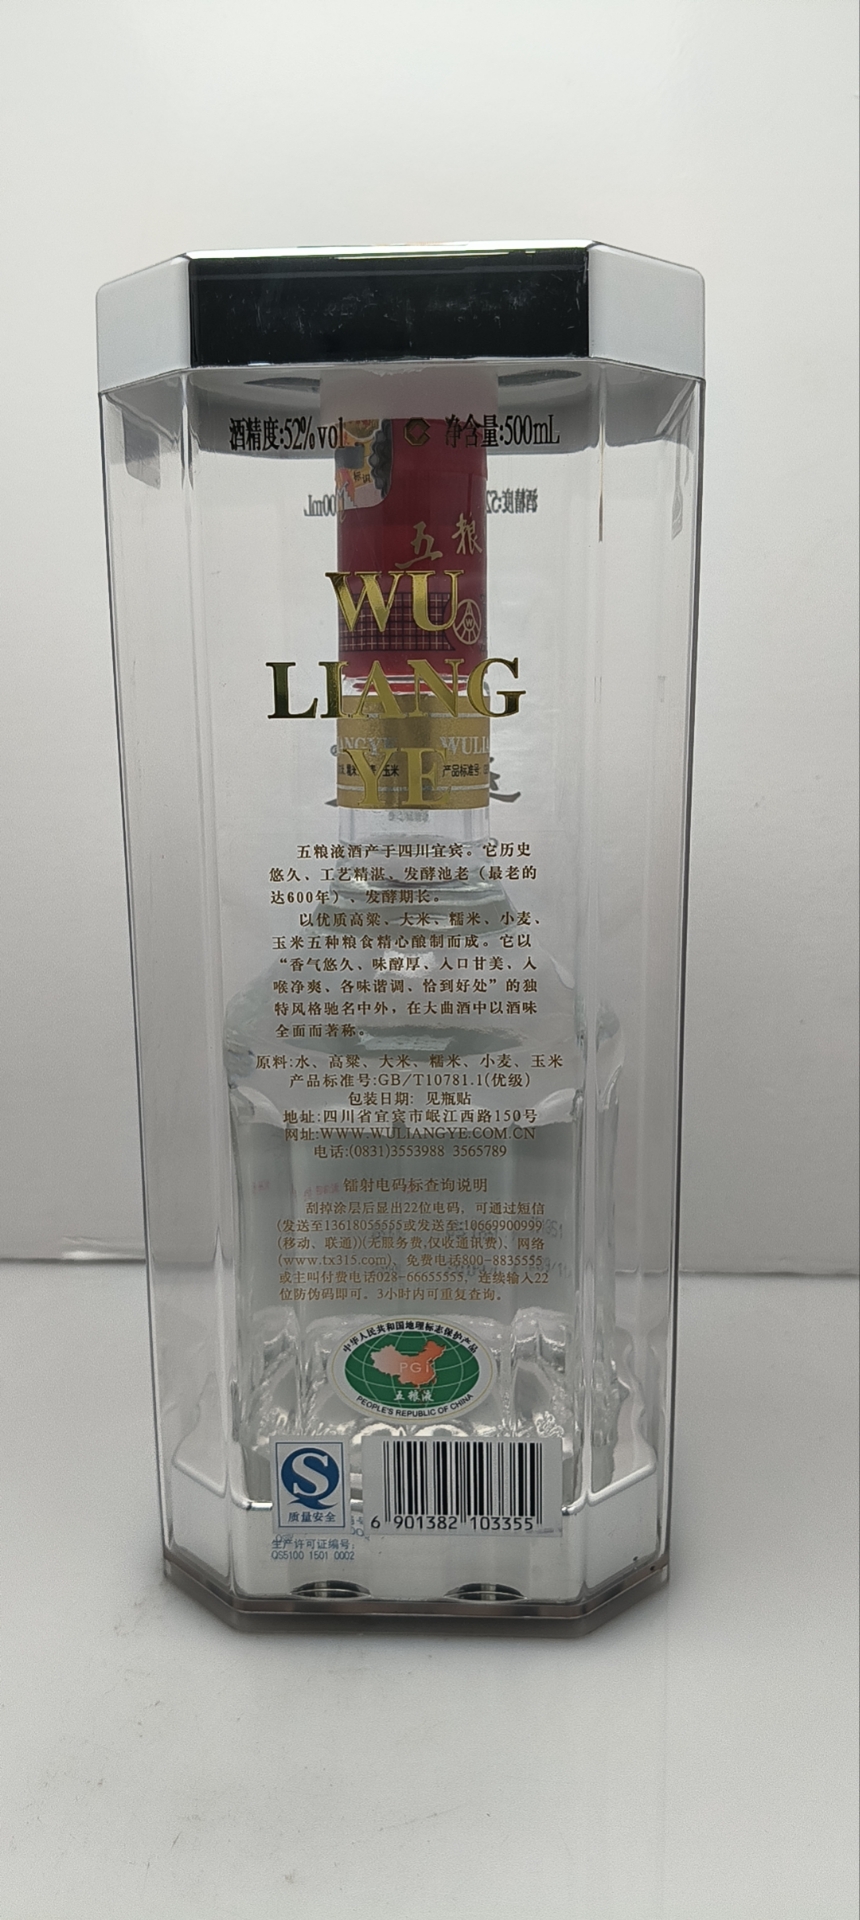 酒精度:52%vol 净含量:500mL
五粮
WU
LIANG
YE
WULIA
玉米 产品标准号:
五粮液酒产于四川宜宾。它历史
悠久、工艺精湛、发酵池老（最老的
达600年）、发酵期长。
以优质高粱、大米、糯米、小麦、
玉米五种粮食精心酿制而成。它以
“香气悠久、味醇厚、入口甘美、入
喉净爽、各味谐调、恰到好处”的独
特风格驰名中外，在大曲酒中以酒味
全面而著称。
原料:水、高粱、大米、糯米、小麦、玉米
产品标准号:GB/T10781.1(优级)
包装日期: 见瓶贴
地址:四川省宜宾市岷江西路150号
网址:WWW.WULIANGYE.COM.CN
电话:(0831)3553988 3565789
镭射电码标查询说明
刮掉涂层后显出22位电码，可通过短信
(发送至13618055555或发送至:10669900999
(移动、联通))(无服务费,仅收通讯费)、网络
(www.tx315.com)、免费电话800-8835555
或主叫付费电话028-66655555，连续输入22
位防伪码即可。3小时内可重复查询。
中华人民共和国地理标志保护产品
PGI
五粮液
PEOPLE'S REPUBLIC OF CHINA
质量安全
6 901382 103355
生产许可证编号:
QS5100 1501 0002